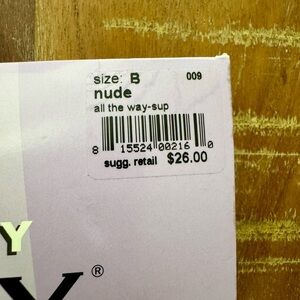 size: B 009
nude
all the way-sup
8 15524 00216 0
sugg. retail $26.00
Y
Y®